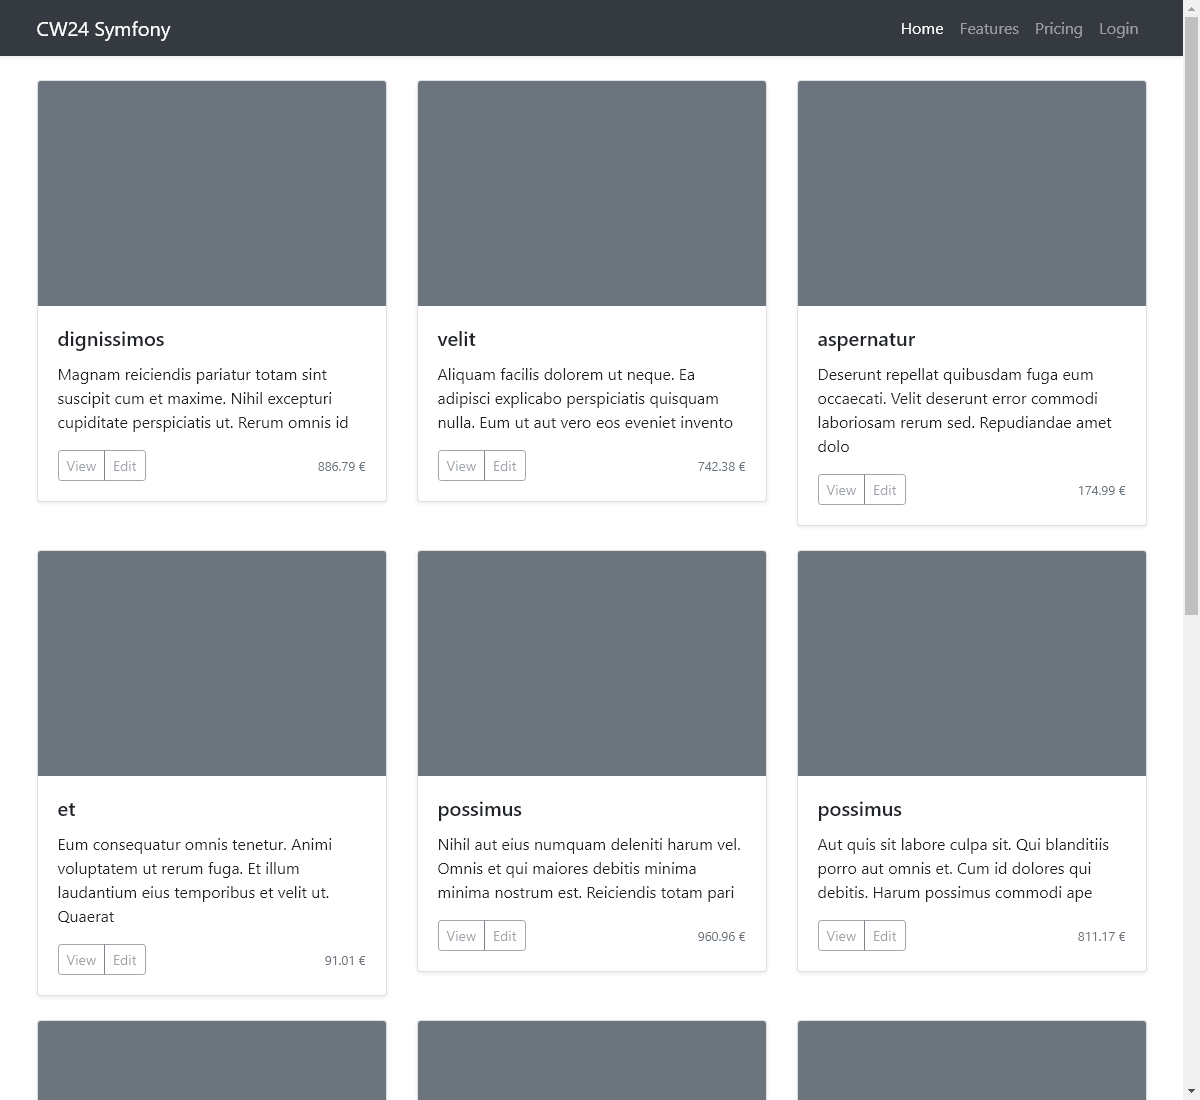 CW24 Symfony
Home Features Pricing Login
dignissimos
Magnam reiciendis pariatur totam sint
suscipit cum et maxime. Nihil excepturi
cupiditate perspiciatis ut. Rerum omnis id
View Edit 886.79 €
velit
Aliquam facilis dolorem ut neque. Ea
adipisci explicabo perspiciatis quisquam
nulla. Eum ut aut vero eos eveniet invento
View Edit 742.38 €
aspernatur
Deserunt repellat quibusdam fuga eum
occaecati. Velit deserunt error commodi
laboriosam rerum sed. Repudiandae amet
dolo
View Edit 174.99 €
et
Eum consequatur omnis tenetur. Animi
voluptatem ut rerum fuga. Et illum
laudantium eius temporibus et velit ut.
Quaerat
View Edit 91.01 €
possimus
Nihil aut eius numquam deleniti harum vel.
Omnis et qui maiores debitis minima
minima nostrum est. Reiciendis totam pari
View Edit 960.96 €
possimus
Aut quis sit labore culpa sit. Qui blanditiis
porro aut omnis et. Cum id dolores qui
debitis. Harum possimus commodi ape
View Edit 811.17 €